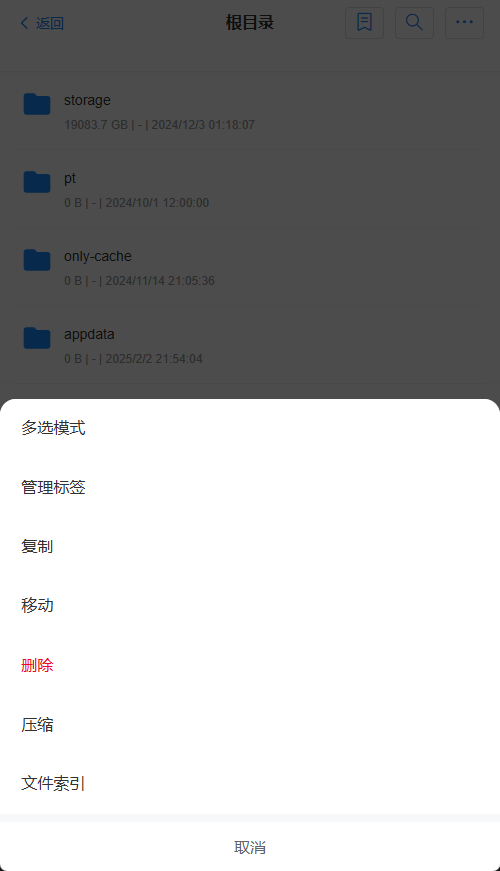 返回
根目录
storage
19083.7 GB | - | 2024/12/3 01:18:07
pt
0 B | - | 2024/10/1 12:00:00
only-cache
0 B | - | 2024/11/14 21:05:36
appdata
0 B | - | 2025/2/2 21:54:04
多选模式
管理标签
复制
移动
删除
压缩
文件索引
取消